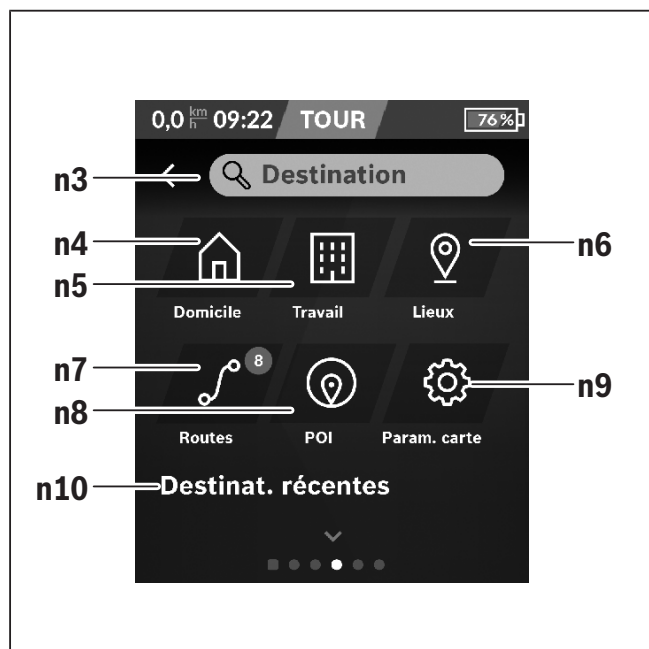 0,0 km/h 09:22 TOUR 76%
n3 Destination
n4 n6
n5
Domicile Travail Lieux
n7 8 n9
n8
Routes POI Param. carte
n10 Destinat. récentes